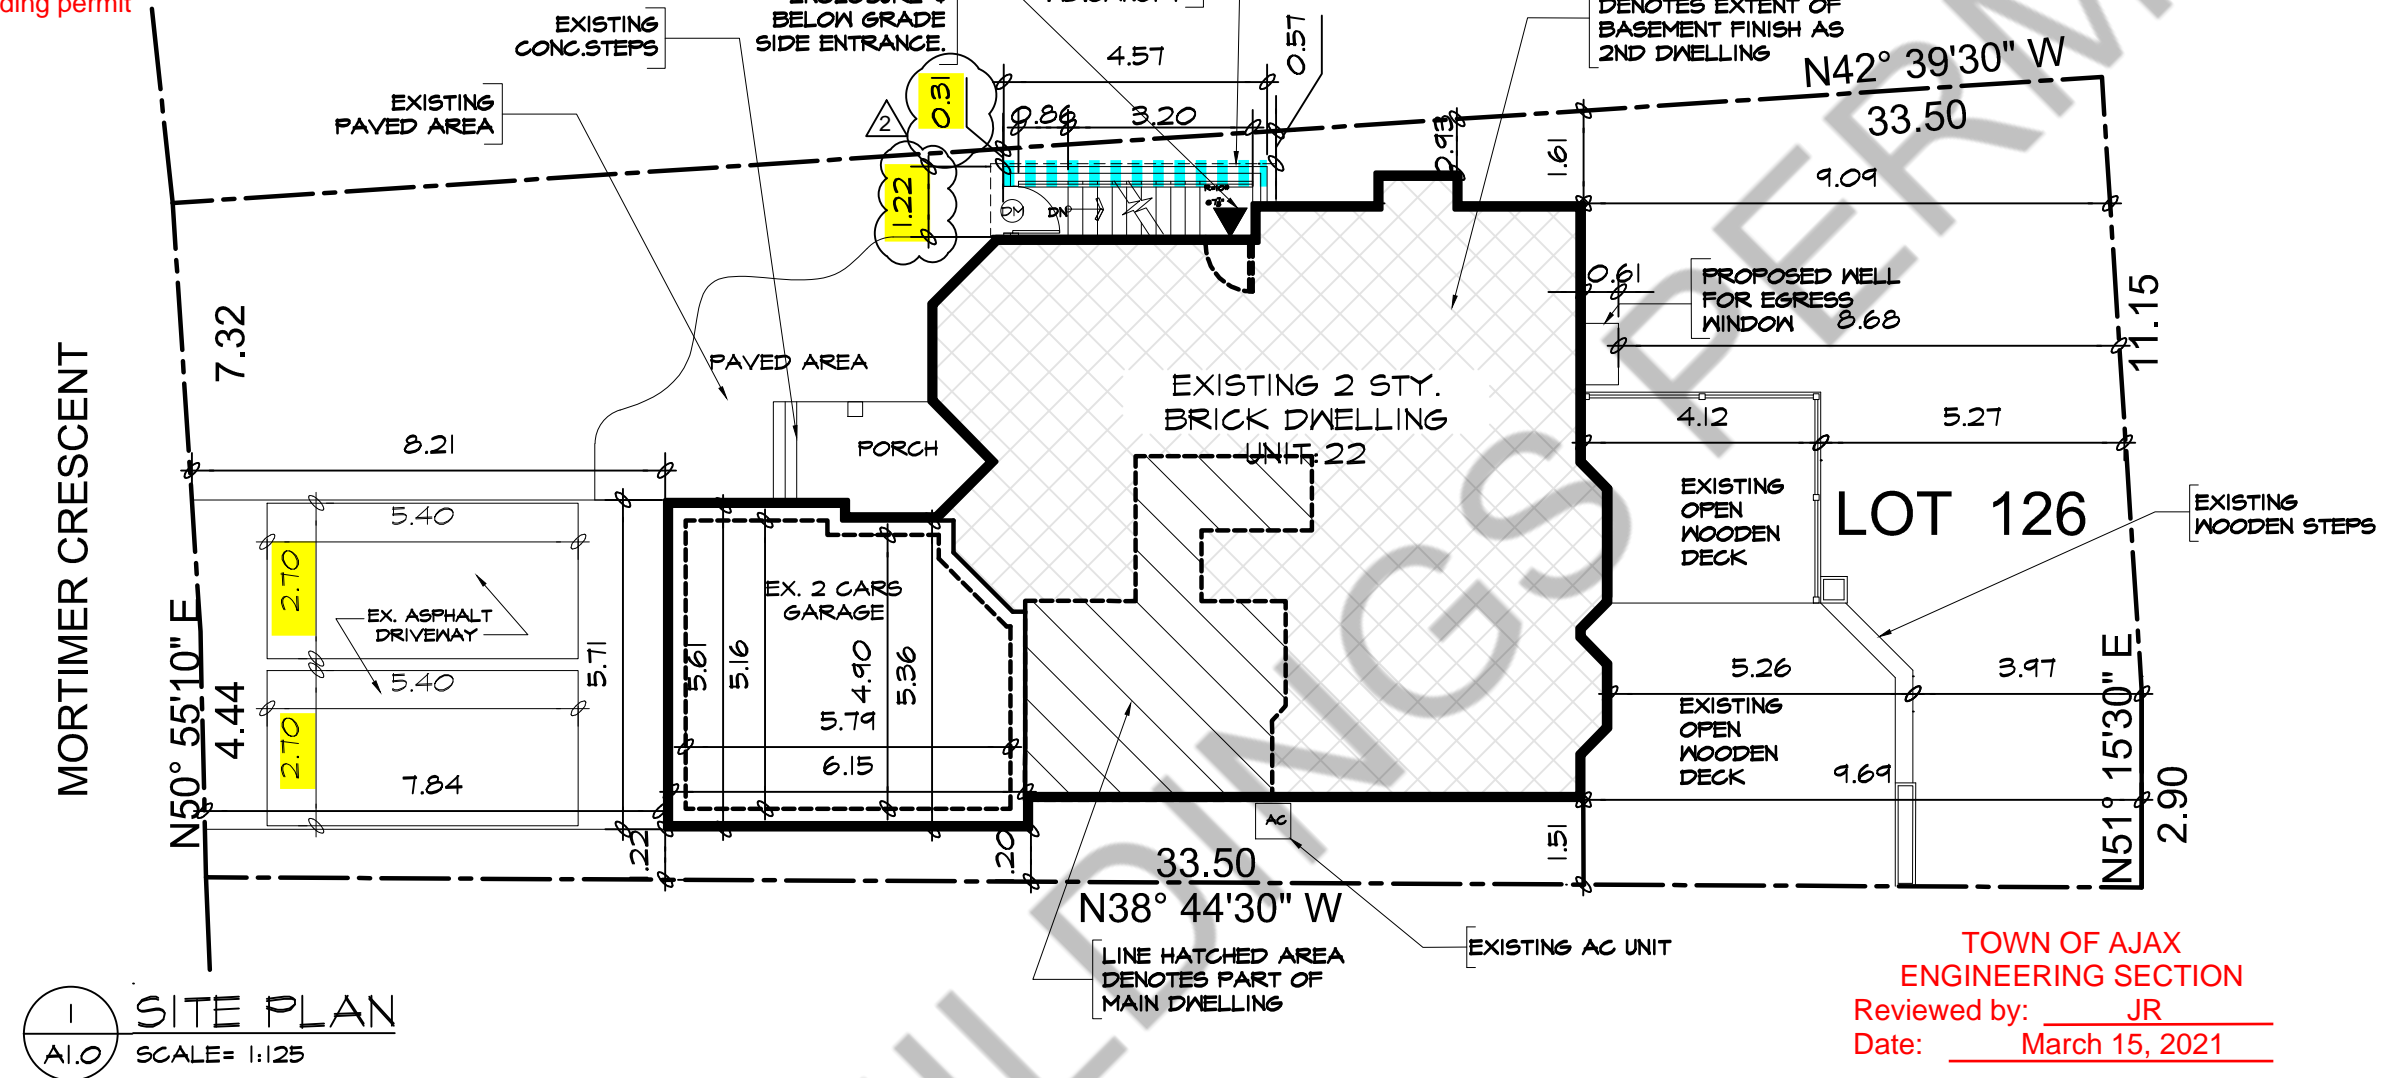 ding permit
EXISTING
CONC.STEPS
BELOW GRADE
SIDE ENTRANCE.
DENOTES EXTENT OF
BASEMENT FINISH AS
2ND DWELLING
EXISTING
PAVED AREA
4.57
0.57
0.31
2
0.86
3.20
N42° 39'30" W
33.50
0.93
1.61
9.09
1.22
DM
DN
7.32
PAVED AREA
0.61
PROPOSED WELL
FOR EGRESS
WINDOW
8.68
11.15
MORTIMER CRESCENT
EXISTING 2 STY.
BRICK DWELLING
UNIT: 22
4.12
5.27
8.21
PORCH
EXISTING
OPEN
WOODEN
DECK
LOT 126
EXISTING
WOODEN STEPS
5.40
2.70
EX. ASPHALT
DRIVEWAY
5.71
EX. 2 CARS
GARAGE
5.61
5.16
4.90
5.36
5.79
6.15
5.40
2.70
7.84
N50° 55'10" E
4.44
5.26
3.97
EXISTING
OPEN
WOODEN
DECK
9.69
N51° 15'30" E
2.90
AC
.22
.20
1.51
33.50
N38° 44'30" W
LINE HATCHED AREA
DENOTES PART OF
MAIN DWELLING
EXISTING AC UNIT
1
A1.0
SITE PLAN
SCALE= 1:125
TOWN OF AJAX
ENGINEERING SECTION
Reviewed by: JR
Date: March 15, 2021
ILDINGS PERM